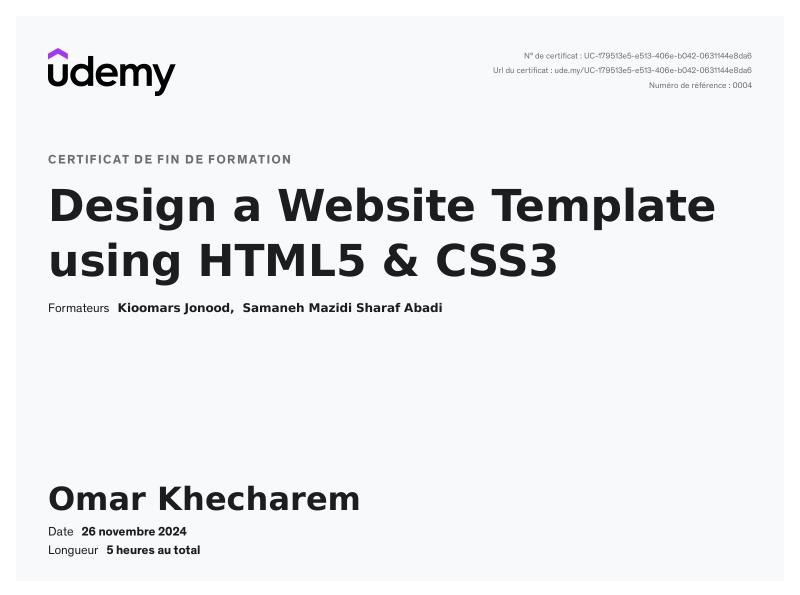 udemy
N° de certificat : UC-f79513e5-e513-406e-b042-0631144e8da6
Url du certificat : ude.my/UC-f79513e5-e513-406e-b042-0631144e8da6
Numéro de référence : 0004
CERTIFICAT DE FIN DE FORMATION
Design a Website Template
using HTML5 & CSS3
Formateurs Kioomars Jonood, Samaneh Mazidi Sharaf Abadi
Omar Khecharem
Date 26 novembre 2024
Longueur 5 heures au total